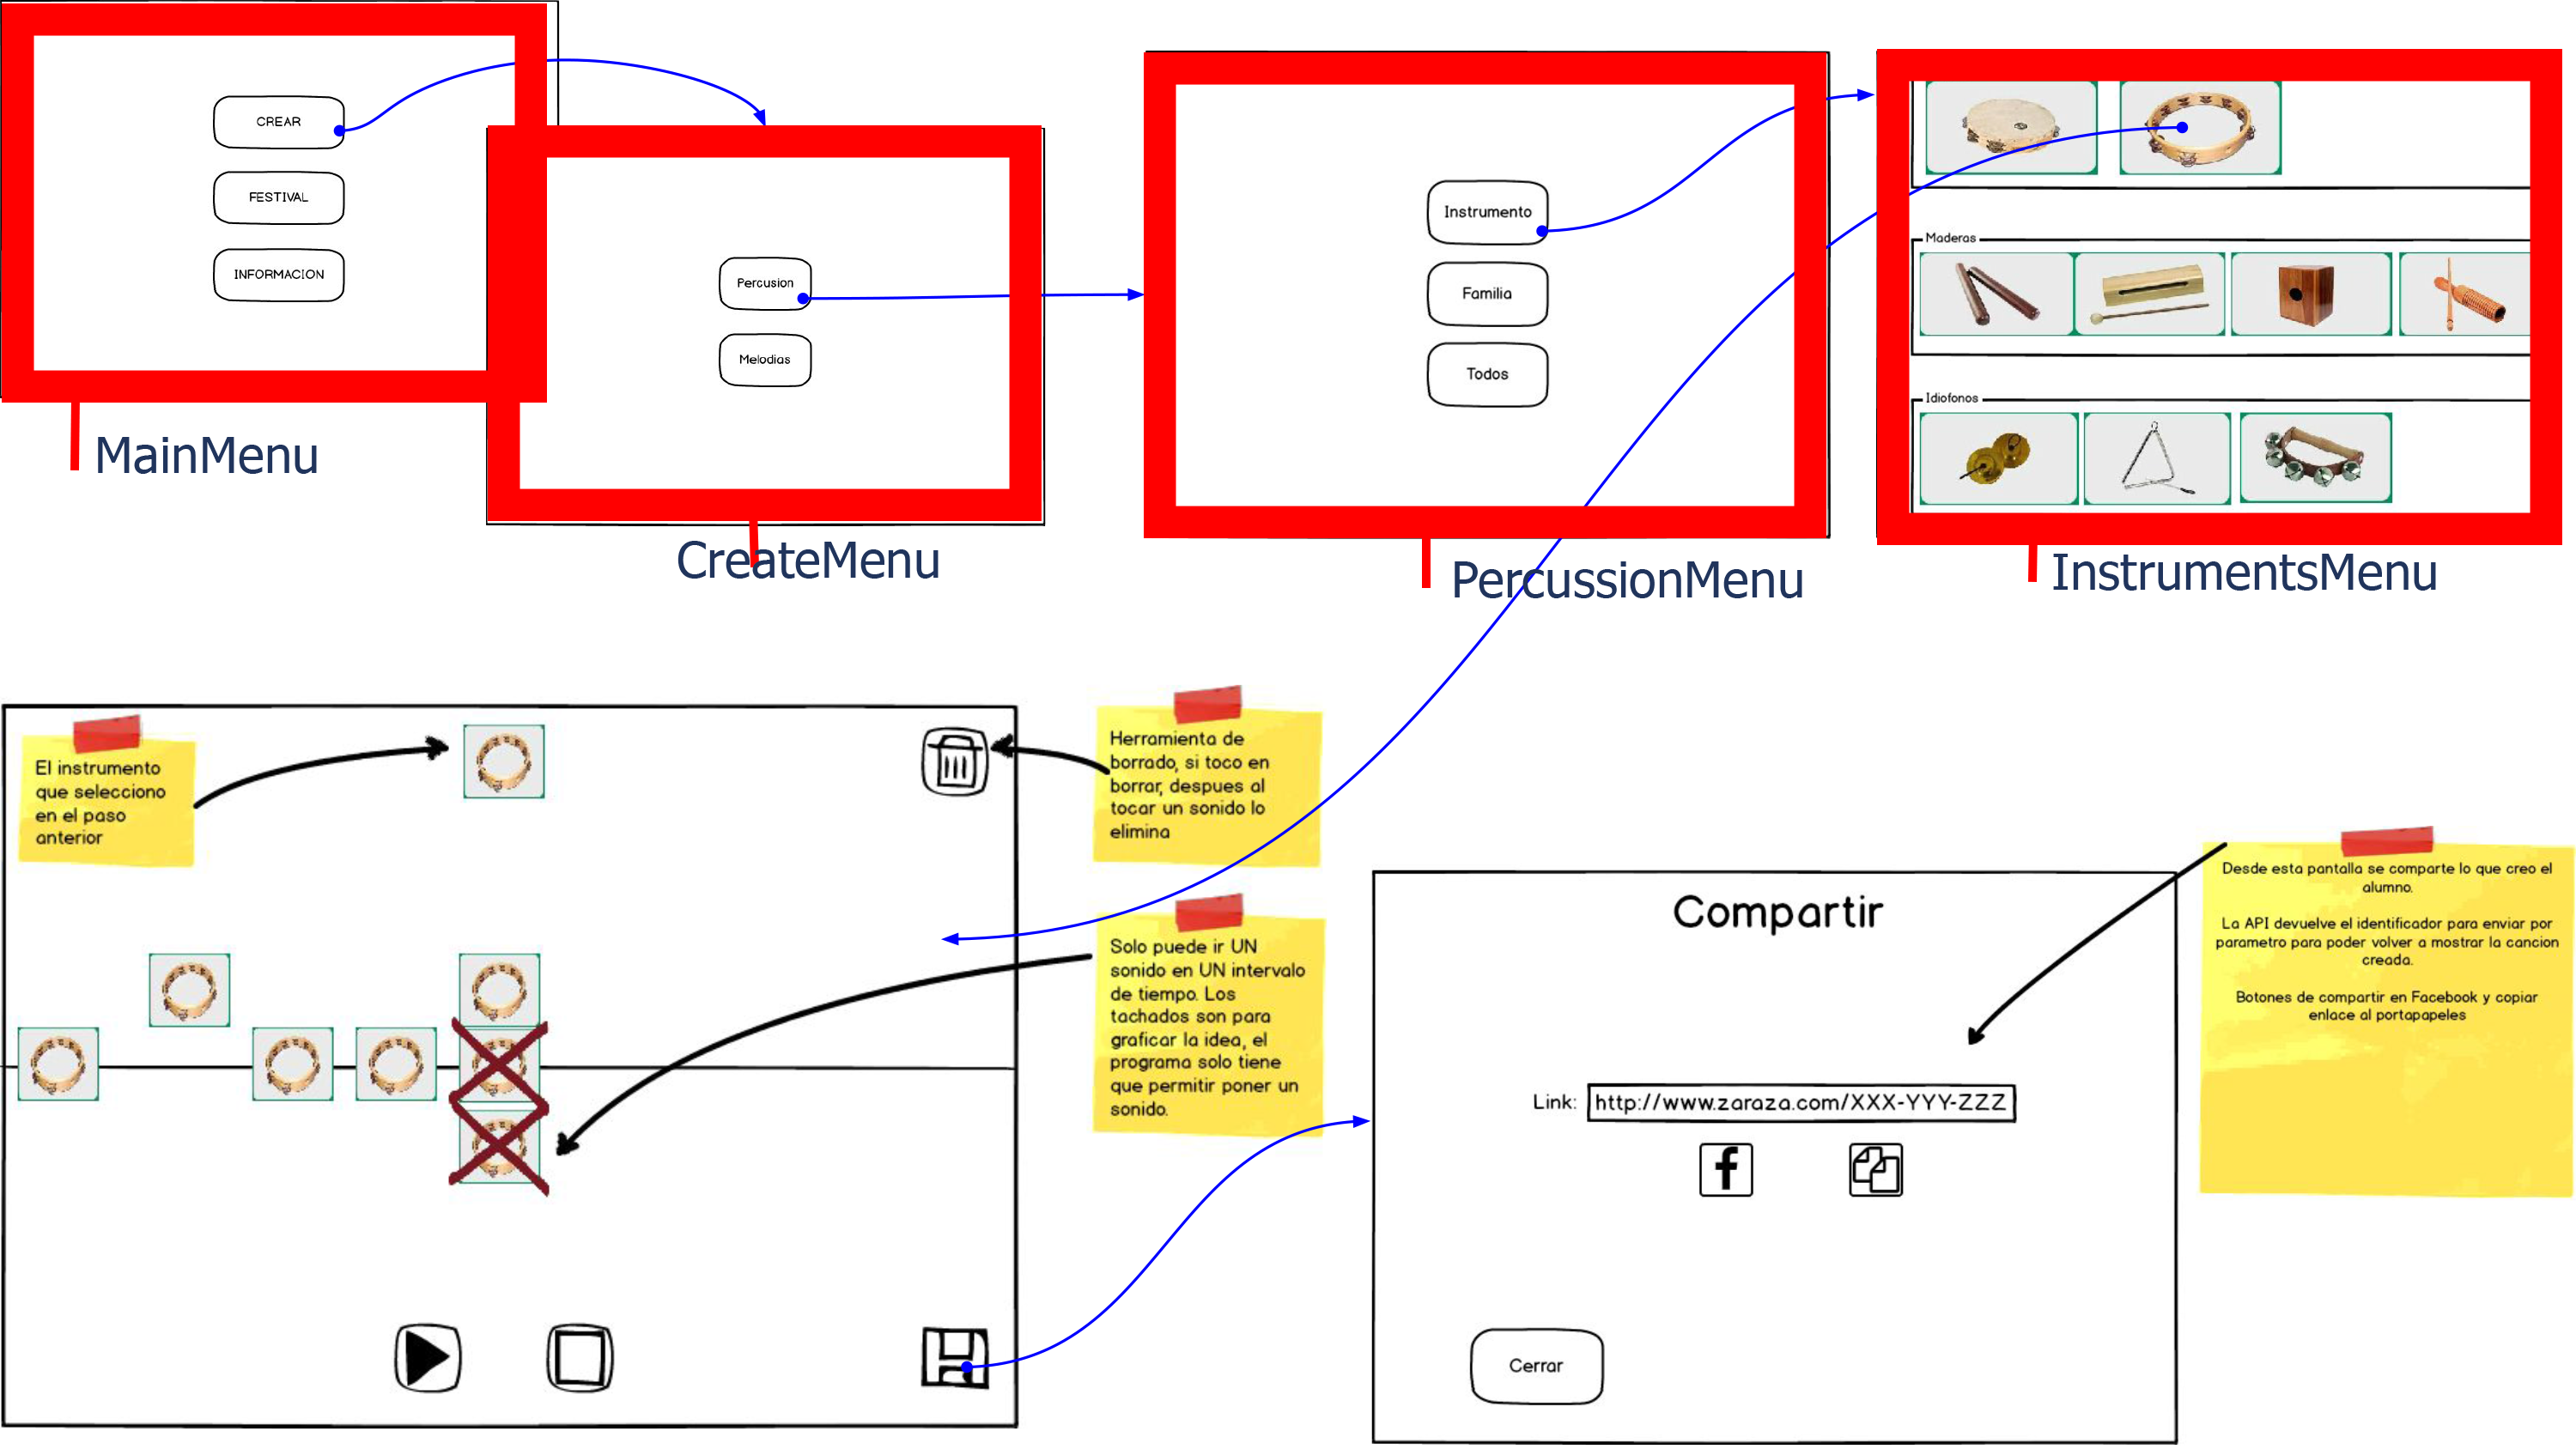 CREAR
FESTIVAL
INFORMACION
MainMenu
Percusion
Melodias
CreateMenu
Instrumento
Familia
Todos
PercussionMenu
Maderas
Idiofonos
InstrumentsMenu
El instrumento
que selecciono
en el paso
anterior
Herramienta de
borrado, si toco en
borrar, despues al
tocar un sonido lo
elimina
Solo puede ir UN
sonido en UN intervalo
de tiempo. Los
tachados son para
graficar la idea, el
programa solo tiene
que permitir poner un
sonido.
Compartir
Link: http://www.zaraza.com/XXX-YYY-ZZZ
f
Cerrar
Desde esta pantalla se comparte lo que creo el
alumno.
La API devuelve el identificador para enviar por
parametro para poder volver a mostrar la cancion
creada.
Botones de compartir en Facebook y copiar
enlace al portapapeles